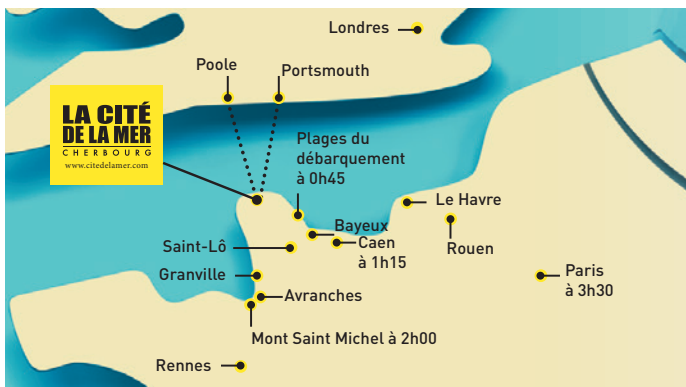 Londres
Poole
Portsmouth
LA CITÉ
DE LA MER
CHERBOURG
www.citedelamer.com
Plages du
débarquement
à 0h45
Le Havre
Bayeux
Saint-Lô
Caen
à 1h15
Rouen
Granville
Paris
à 3h30
Avranches
Mont Saint Michel à 2h00
Rennes